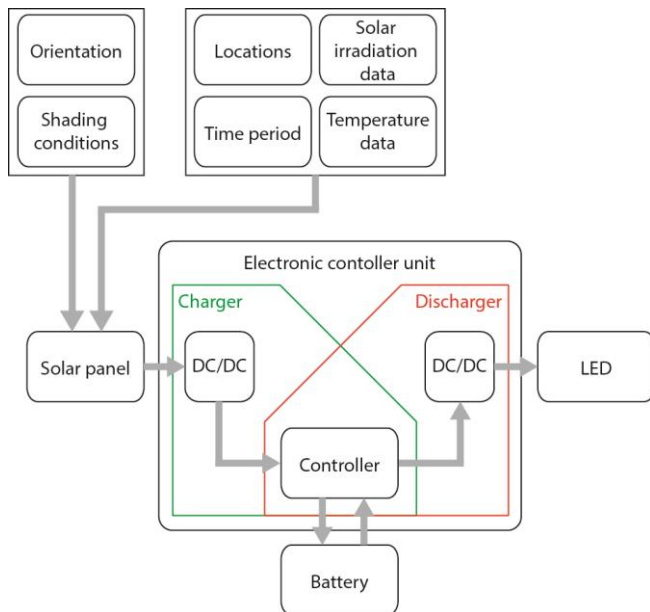 Orientation
Shading
conditions
Locations
Solar
irradiation
data
Time period
Temperature
data
Electronic contoller unit
Charger
Discharger
Solar panel
DC/DC
DC/DC
LED
Controller
Battery